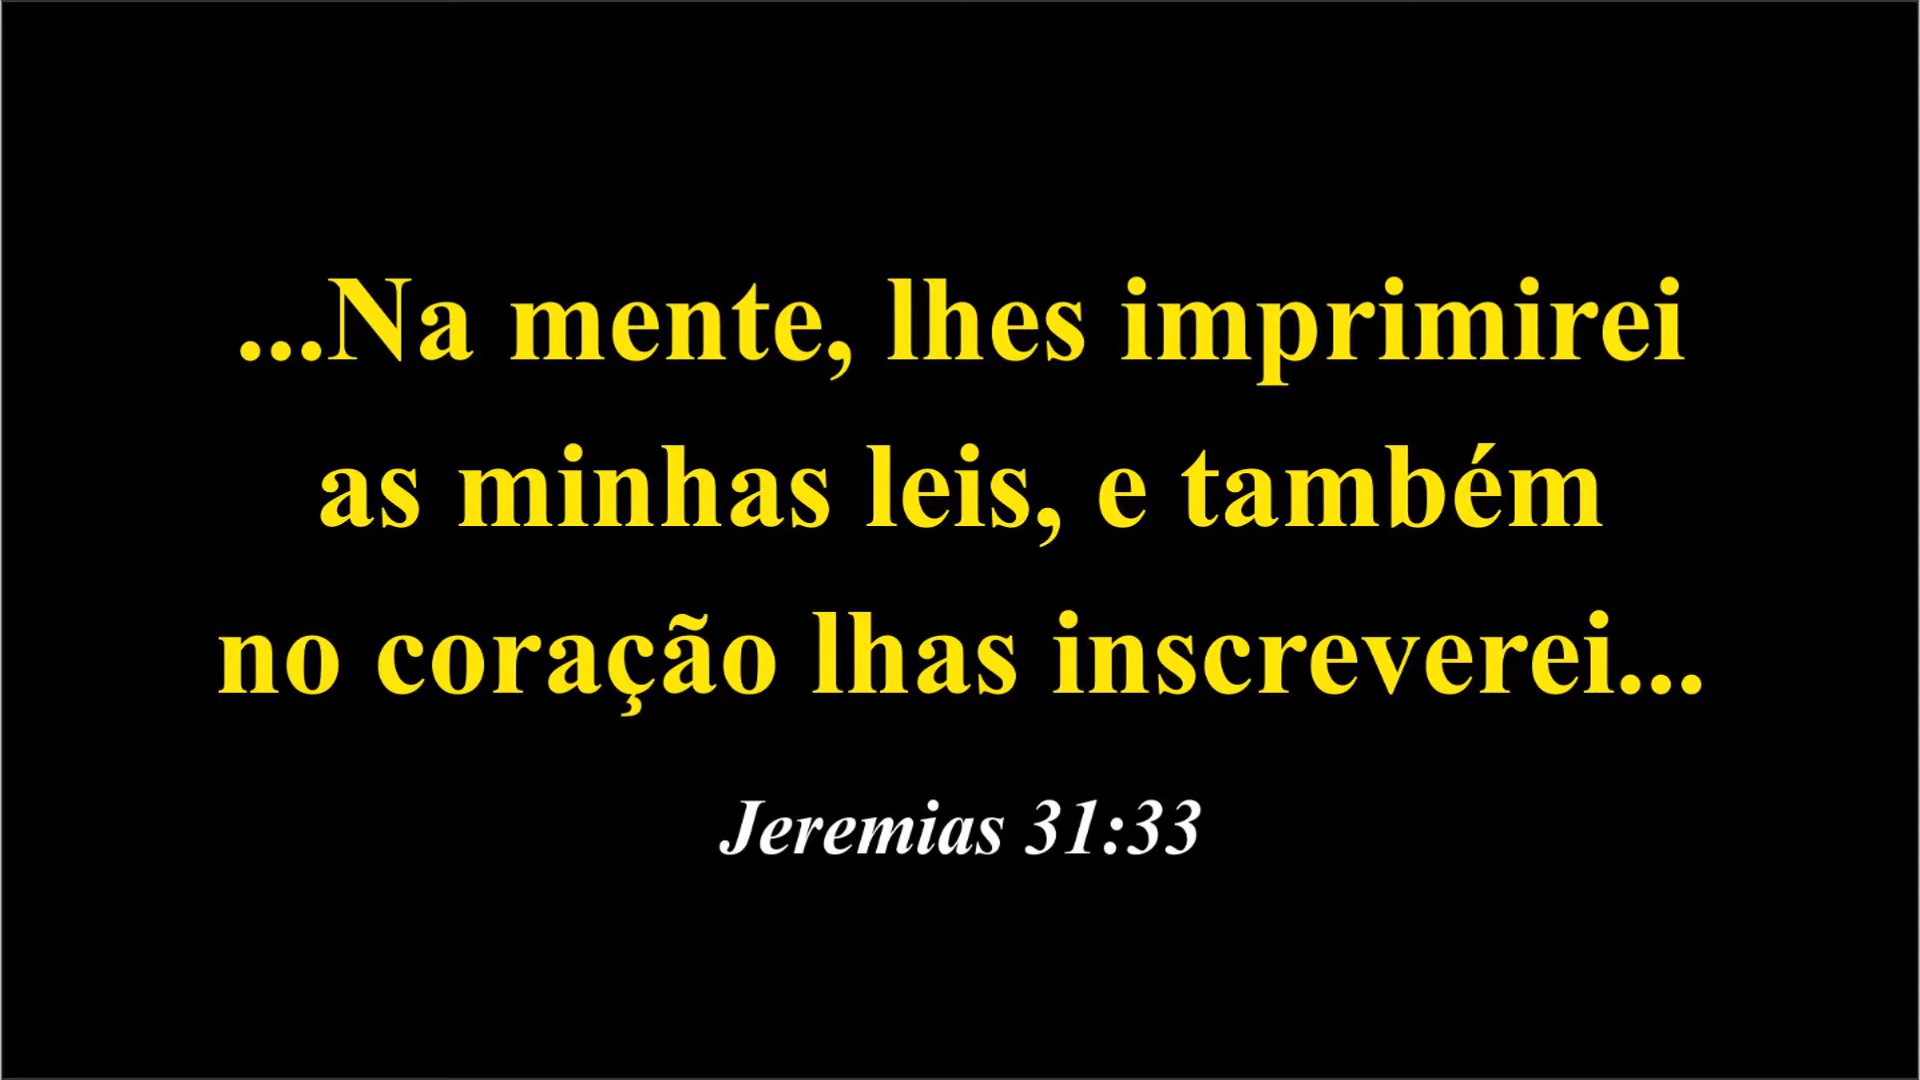 ...Na mente, lhes imprimirei
as minhas leis, e também
no coração lhas inscreverei...
Jeremias 31:33